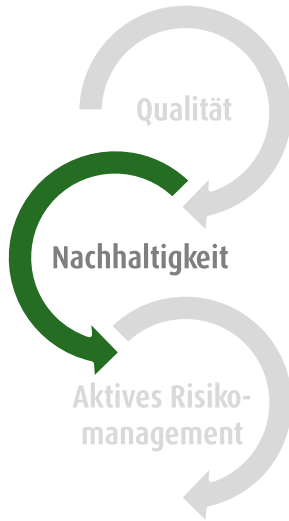 Qualität
Nachhaltigkeit
Aktives Risiko-
management